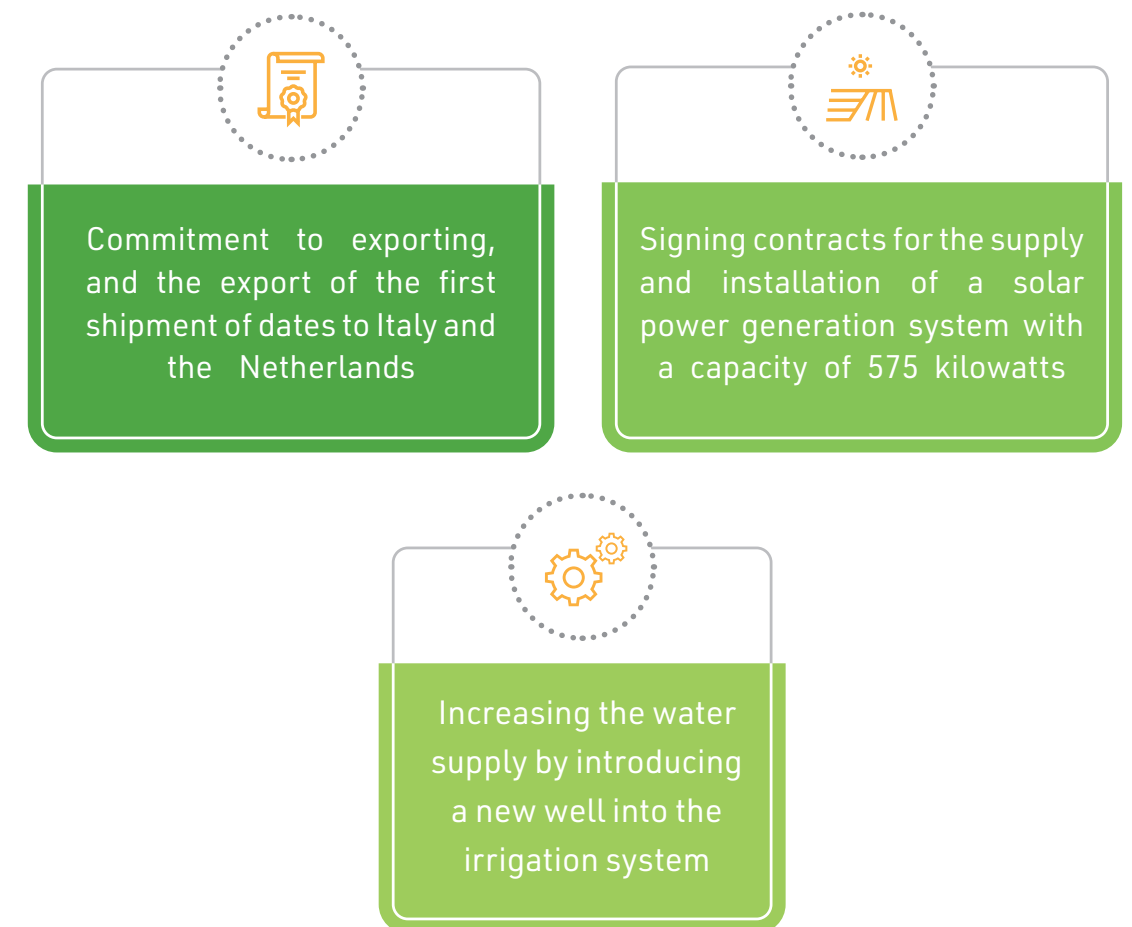 Commitment to exporting,
and the export of the first
shipment of dates to Italy and
the Netherlands
Signing contracts for the supply
and installation of a solar
power generation system with
a capacity of 575 kilowatts
Increasing the water
supply by introducing
a new well into the
irrigation system